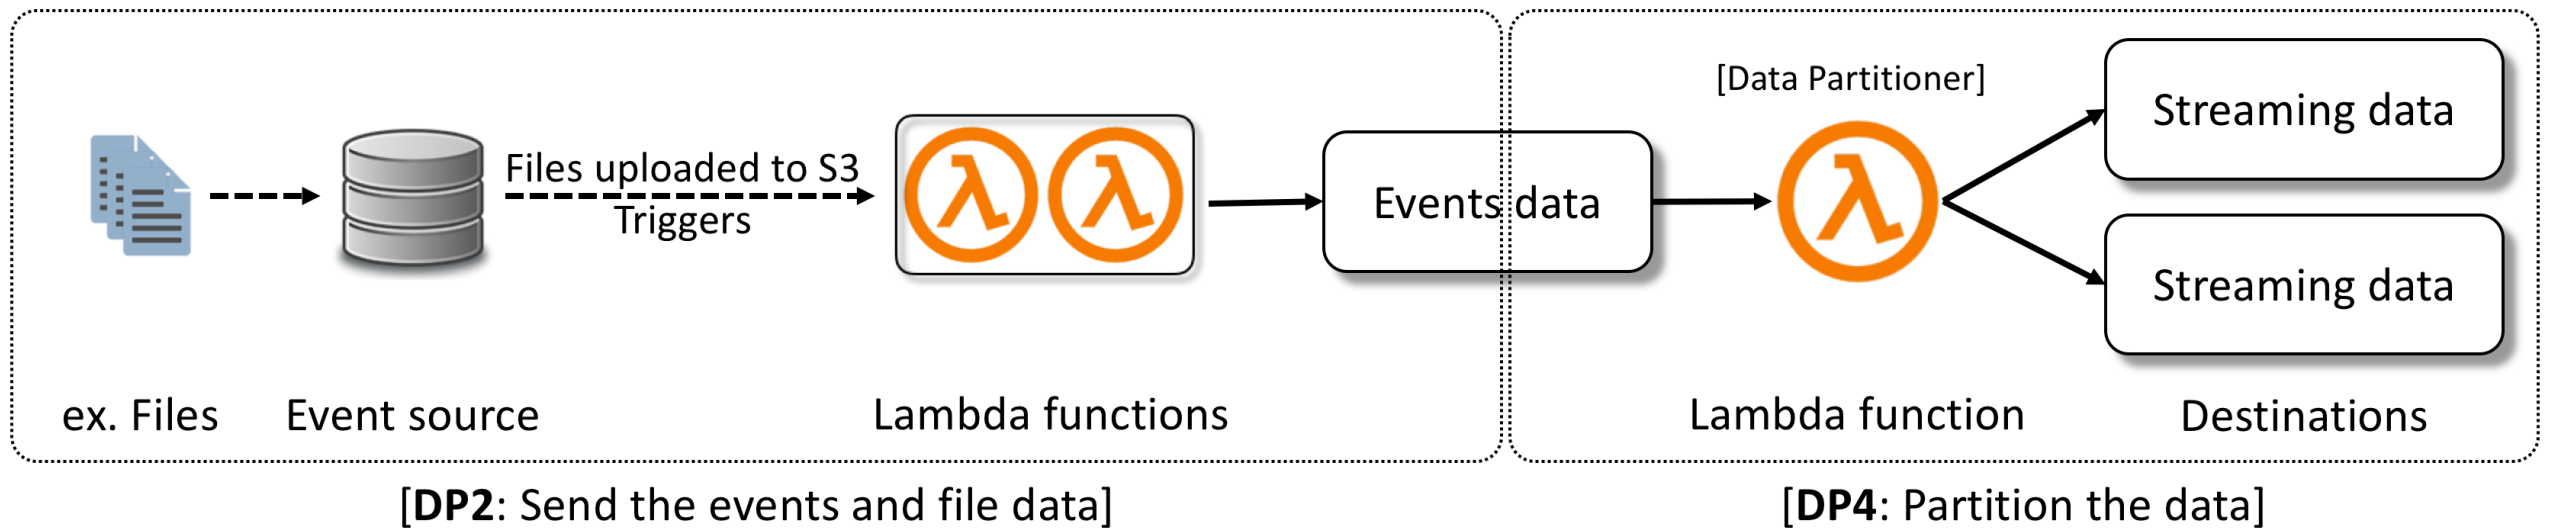 [Data Partitioner]
Streaming data
Files uploaded to S3
Triggers
Events data
Streaming data
ex. Files
Event source
Lambda functions
Lambda function
Destinations
[DP2: Send the events and file data]
[DP4: Partition the data]